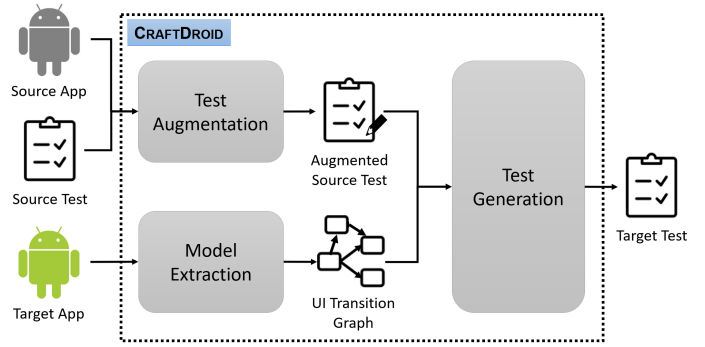 CRAFTDROID
Source App
Test
Augmentation
Augmented
Source Test
Source Test
Test
Generation
Target Test
Model
Extraction
UI Transition
Graph
Target App